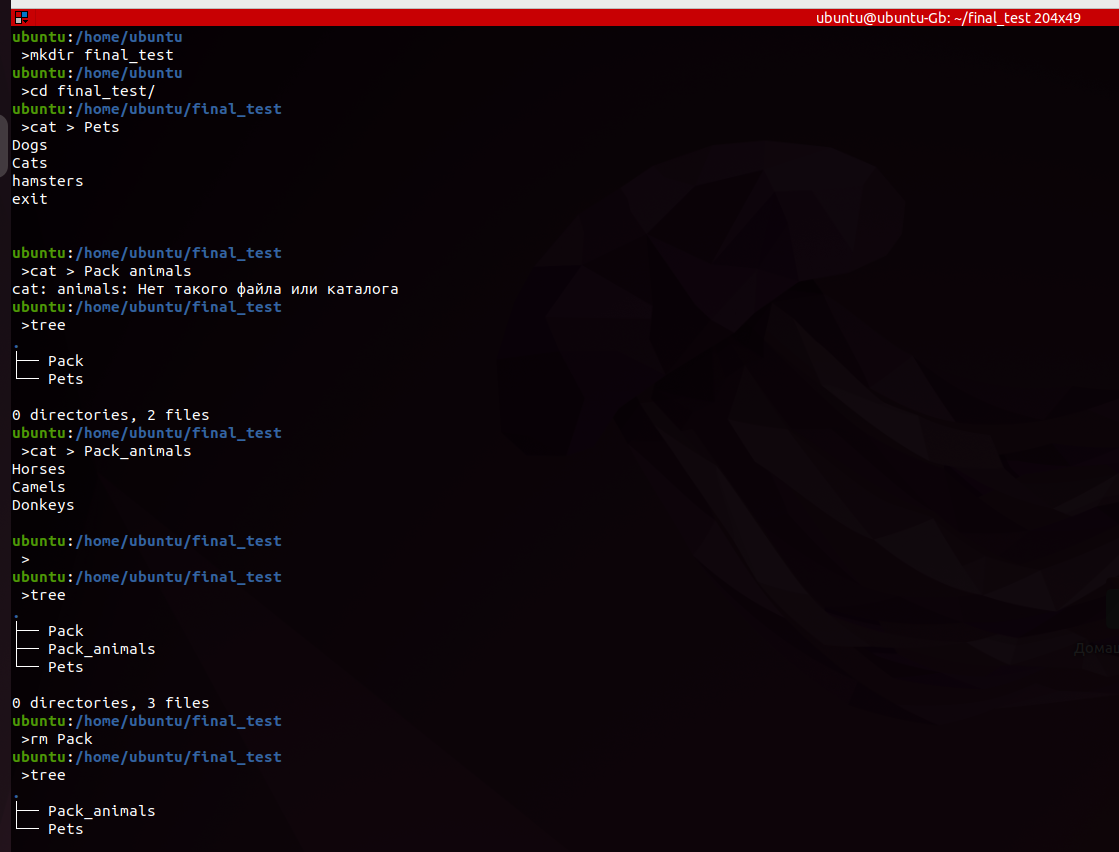 ubuntu@ubuntu-Gb: ~/final_test 204x49
ubuntu:/home/ubuntu
>mkdir final_test
ubuntu:/home/ubuntu
>cd final_test/
ubuntu:/home/ubuntu/final_test
>cat > Pets
Dogs
Cats
hamsters
exit
ubuntu:/home/ubuntu/final_test
>cat > Pack animals
cat: animals: Нет такого файла или каталога
ubuntu:/home/ubuntu/final_test
>tree
.
├── Pack
└── Pets
0 directories, 2 files
ubuntu:/home/ubuntu/final_test
>cat > Pack_animals
Horses
Camels
Donkeys
ubuntu:/home/ubuntu/final_test
>
ubuntu:/home/ubuntu/final_test
>tree
.
├── Pack
├── Pack_animals
└── Pets
0 directories, 3 files
ubuntu:/home/ubuntu/final_test
>rm Pack
ubuntu:/home/ubuntu/final_test
>tree
.
├── Pack_animals
└── Pets